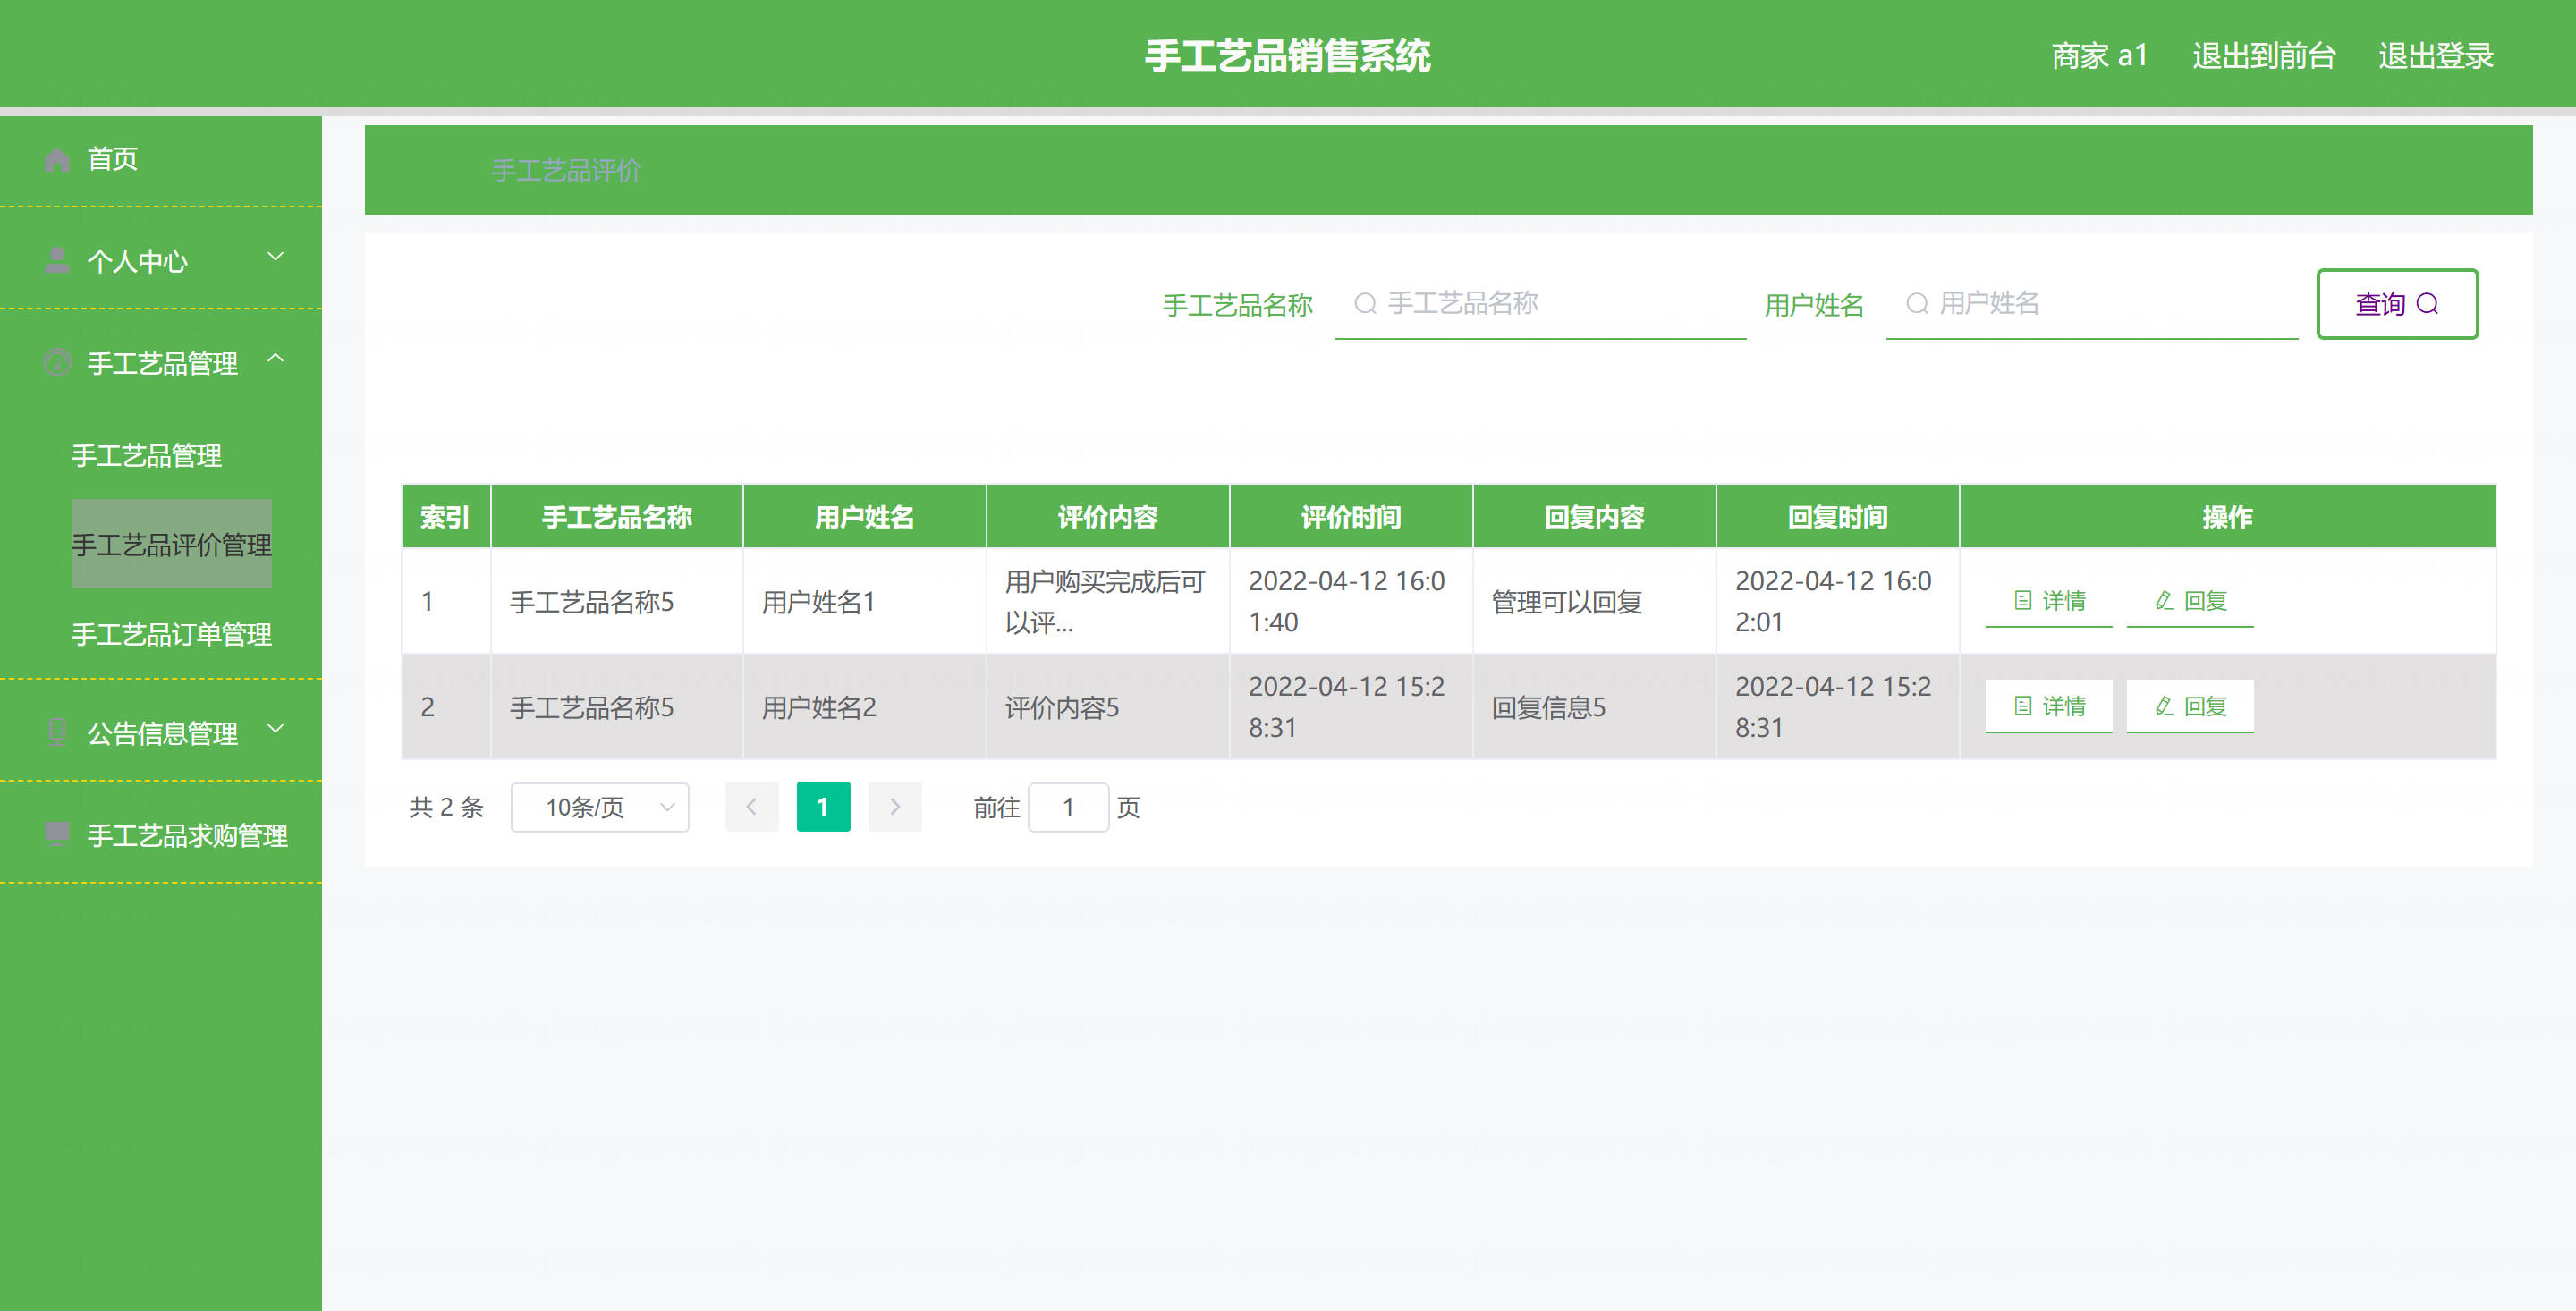 手工艺品销售系统
商家 a1 退出到前台 退出登录
首页
个人中心
手工艺品管理
手工艺品管理
手工艺品评价管理
手工艺品订单管理
公告信息管理
手工艺品求购管理
手工艺品评价
手工艺品名称 手工艺品名称 用户姓名 用户姓名 查询
索引 手工艺品名称 用户姓名 评价内容 评价时间 回复内容 回复时间 操作
1 手工艺品名称5 用户姓名1 用户购买完成后可以评... 2022-04-12 16:01:40 管理可以回复 2022-04-12 16:02:01 详情 回复
2 手工艺品名称5 用户姓名2 评价内容5 2022-04-12 15:28:31 回复信息5 2022-04-12 15:28:31 详情 回复
共 2 条 10条/页 1 前往 1 页